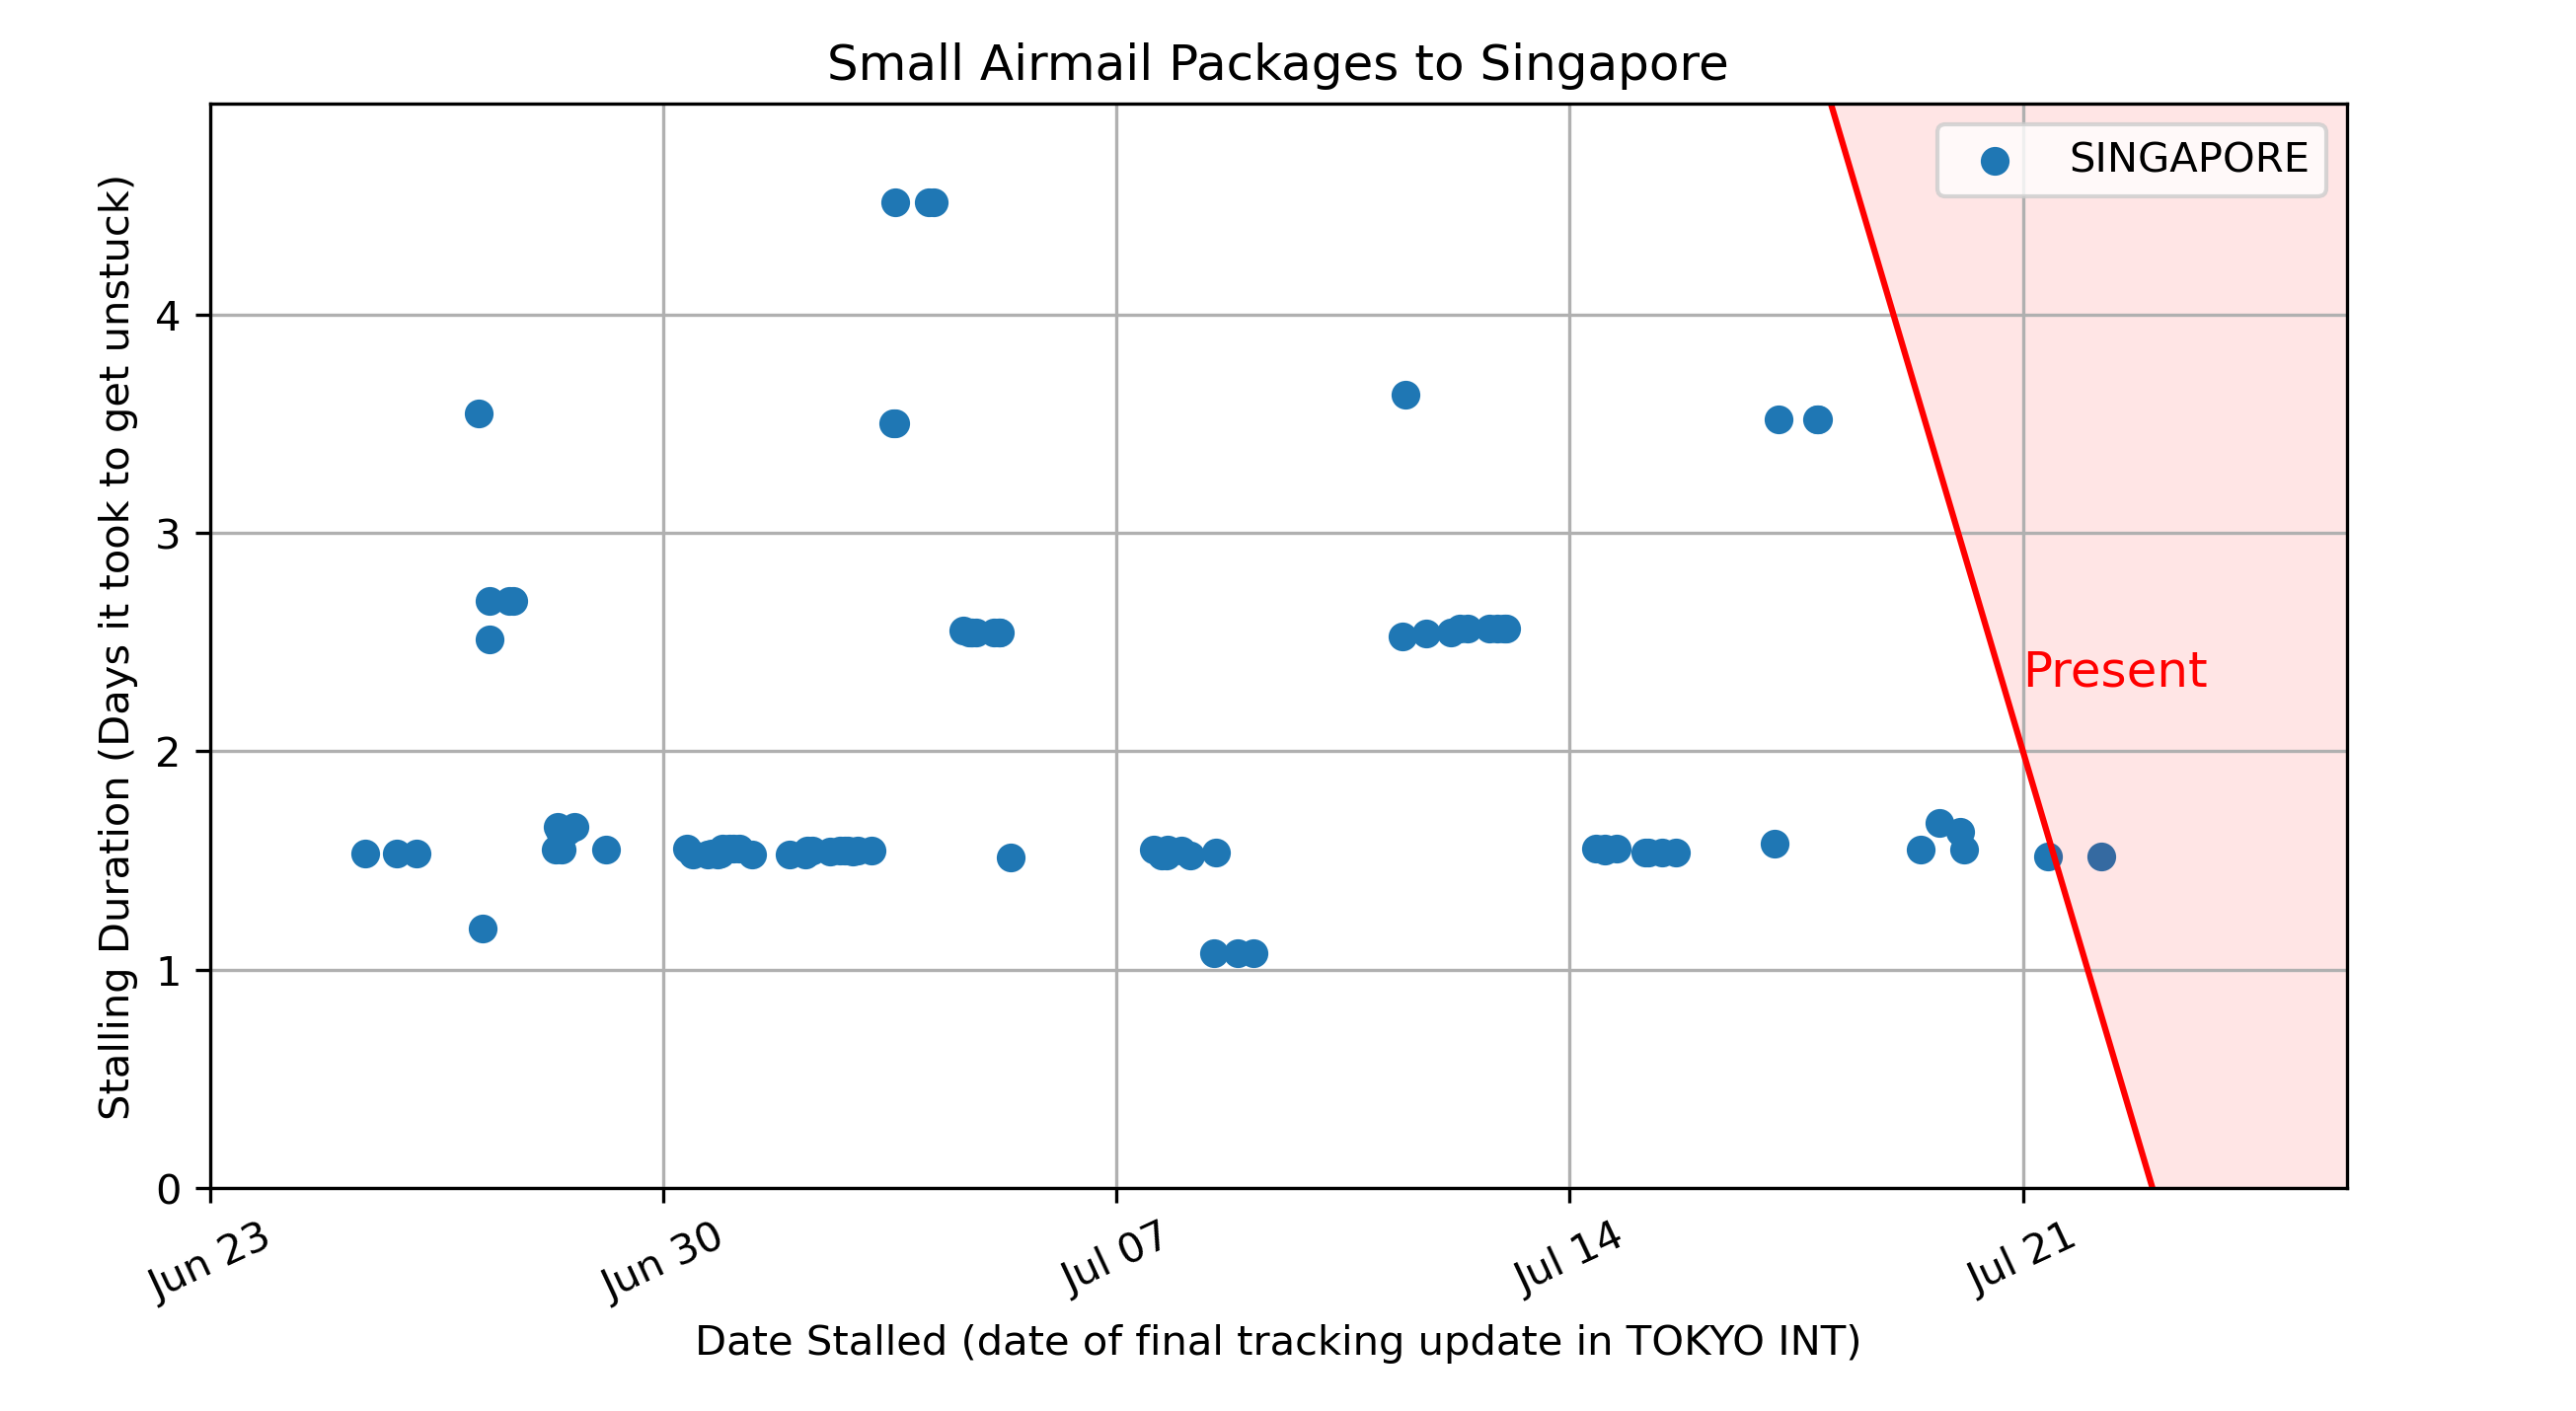 Small Airmail Packages to Singapore
SINGAPORE
Stalling Duration (Days it took to get unstuck)
4
3
2
1
0
Present
Jun 23
Jun 30
Jul 07
Jul 14
Jul 21
Date Stalled (date of final tracking update in TOKYO INT)